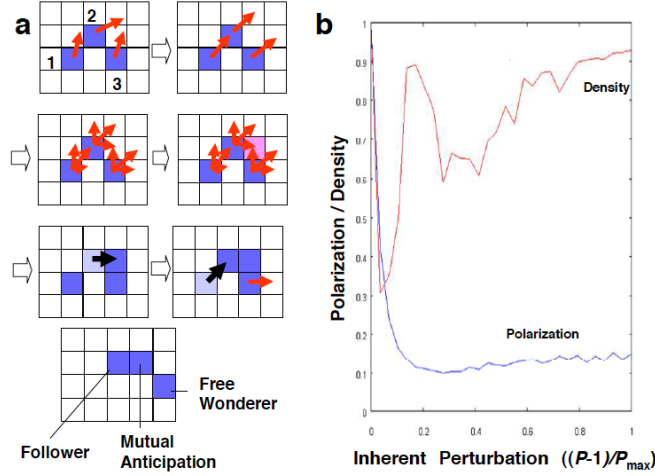 a
2
1
3
Free
Wonderer
Follower
Mutual
Anticipation
b
Polarization / Density
1
0.9
0.8
0.7
0.6
0.5
0.4
0.3
0.2
0.1
0
0
0.2
0.4
0.6
0.8
1
Density
Polarization
Inherent Perturbation ((P-1)/Pmax)